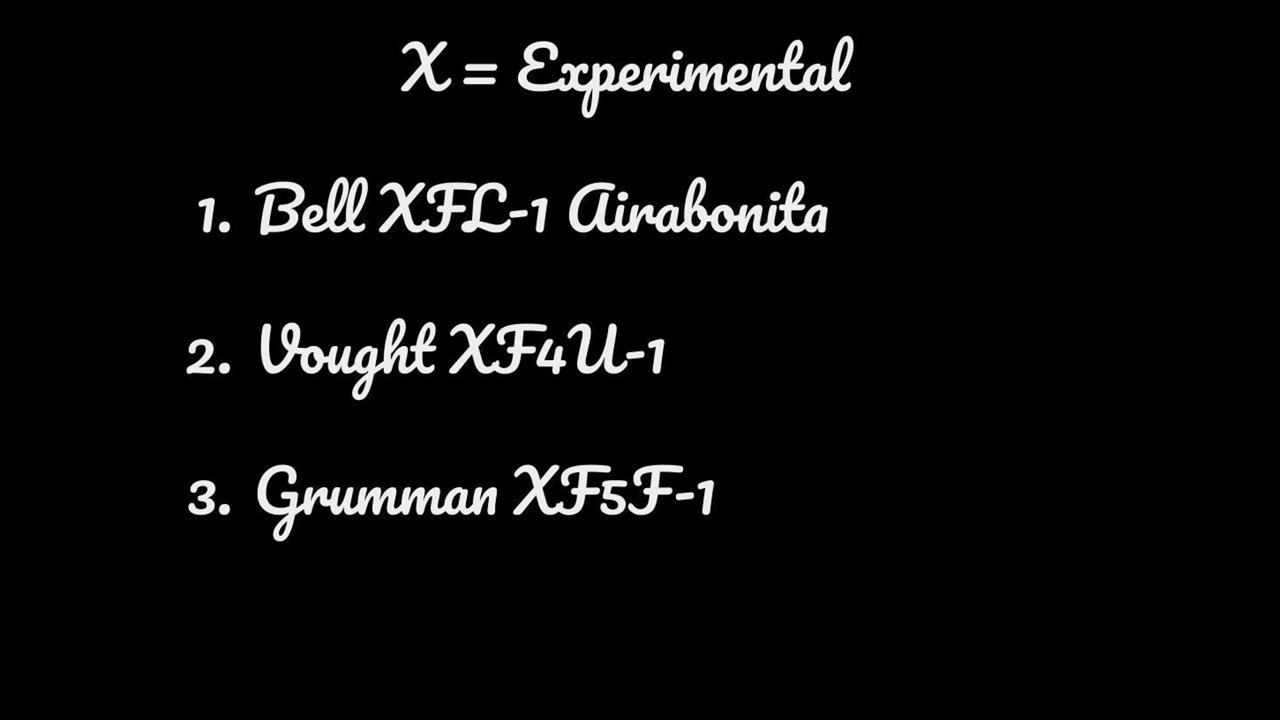 X = Experimental
1. Bell XFL-1 Airabonita
2. Vought XF4U-1
3. Grumman XF5F-1